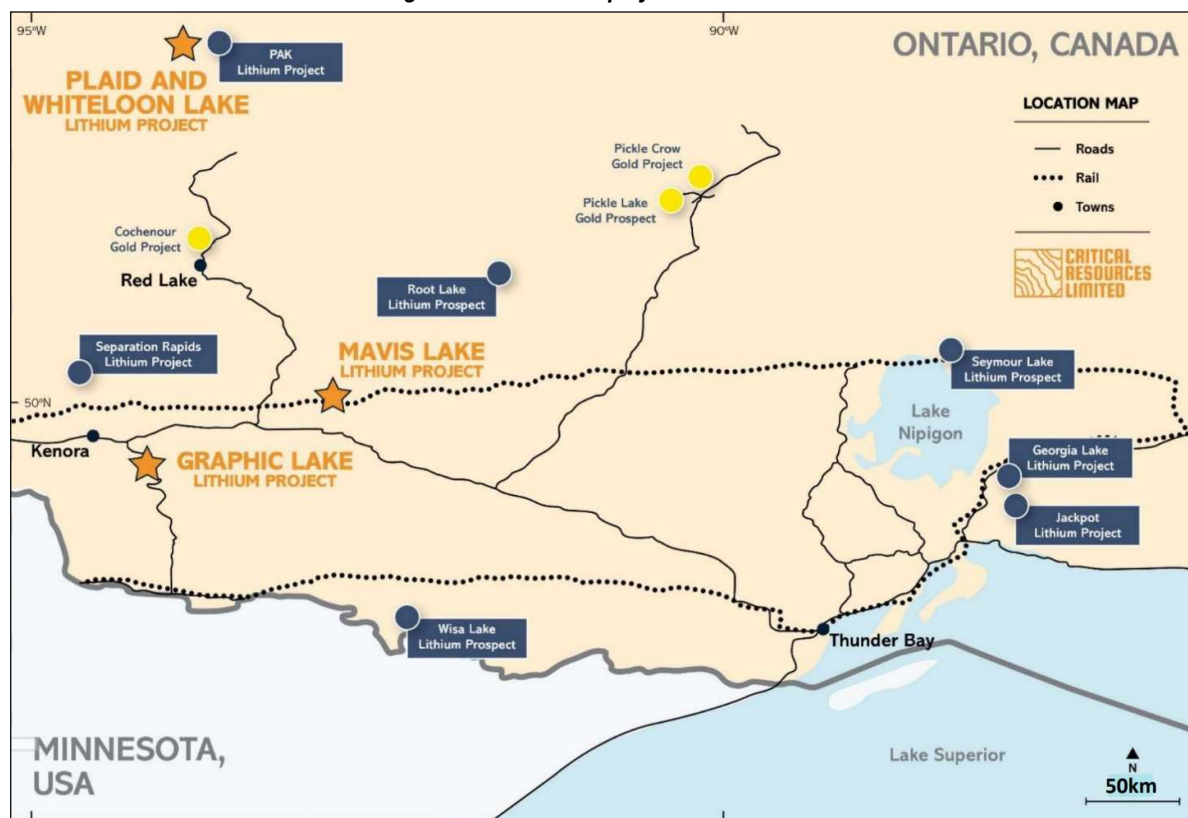 95°W
90°W
ONTARIO, CANADA
PAK
Lithium Project
PLAID AND
WHITELOON LAKE
LITHIUM PROJECT
LOCATION MAP
Roads
Rail
Towns
CRITICAL
RESOURCES
LIMITED
Pickle Crow
Gold Project
Pickle Lake
Gold Prospect
Cochenour
Gold Project
Red Lake
Root Lake
Lithium Prospect
Separation Rapids
Lithium Project
MAVIS LAKE
LITHIUM PROJECT
Seymour Lake
Lithium Prospect
50°N
Lake
Nipigon
Kenora
GRAPHIC LAKE
LITHIUM PROJECT
Georgia Lake
Lithium Project
Jackpot
Lithium Project
Wisa Lake
Lithium Prospect
Thunder Bay
MINNESOTA,
USA
Lake Superior
N
50km